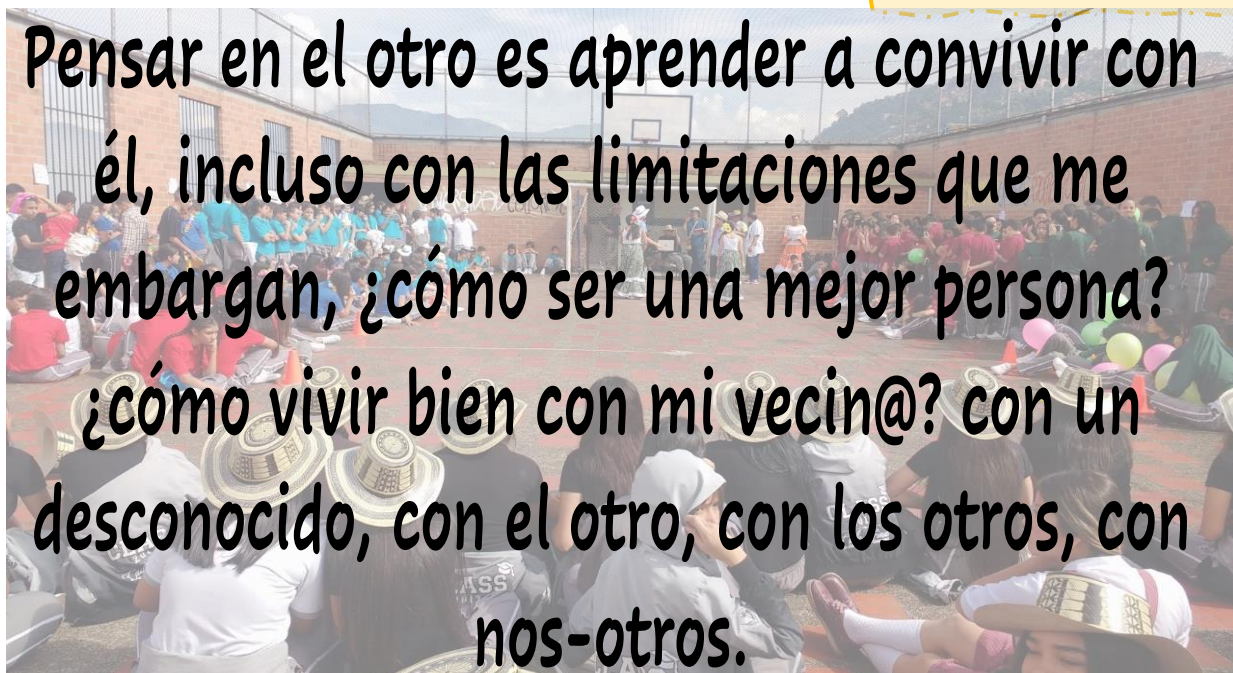 Pensar en el otro es aprender a convivir con
él, incluso con las limitaciones que me
embargan, ¿cómo ser una mejor persona?
¿cómo vivir bien con mi vecin@? con un
desconocido, con el otro, con los otros, con
nos-otros.
ASS